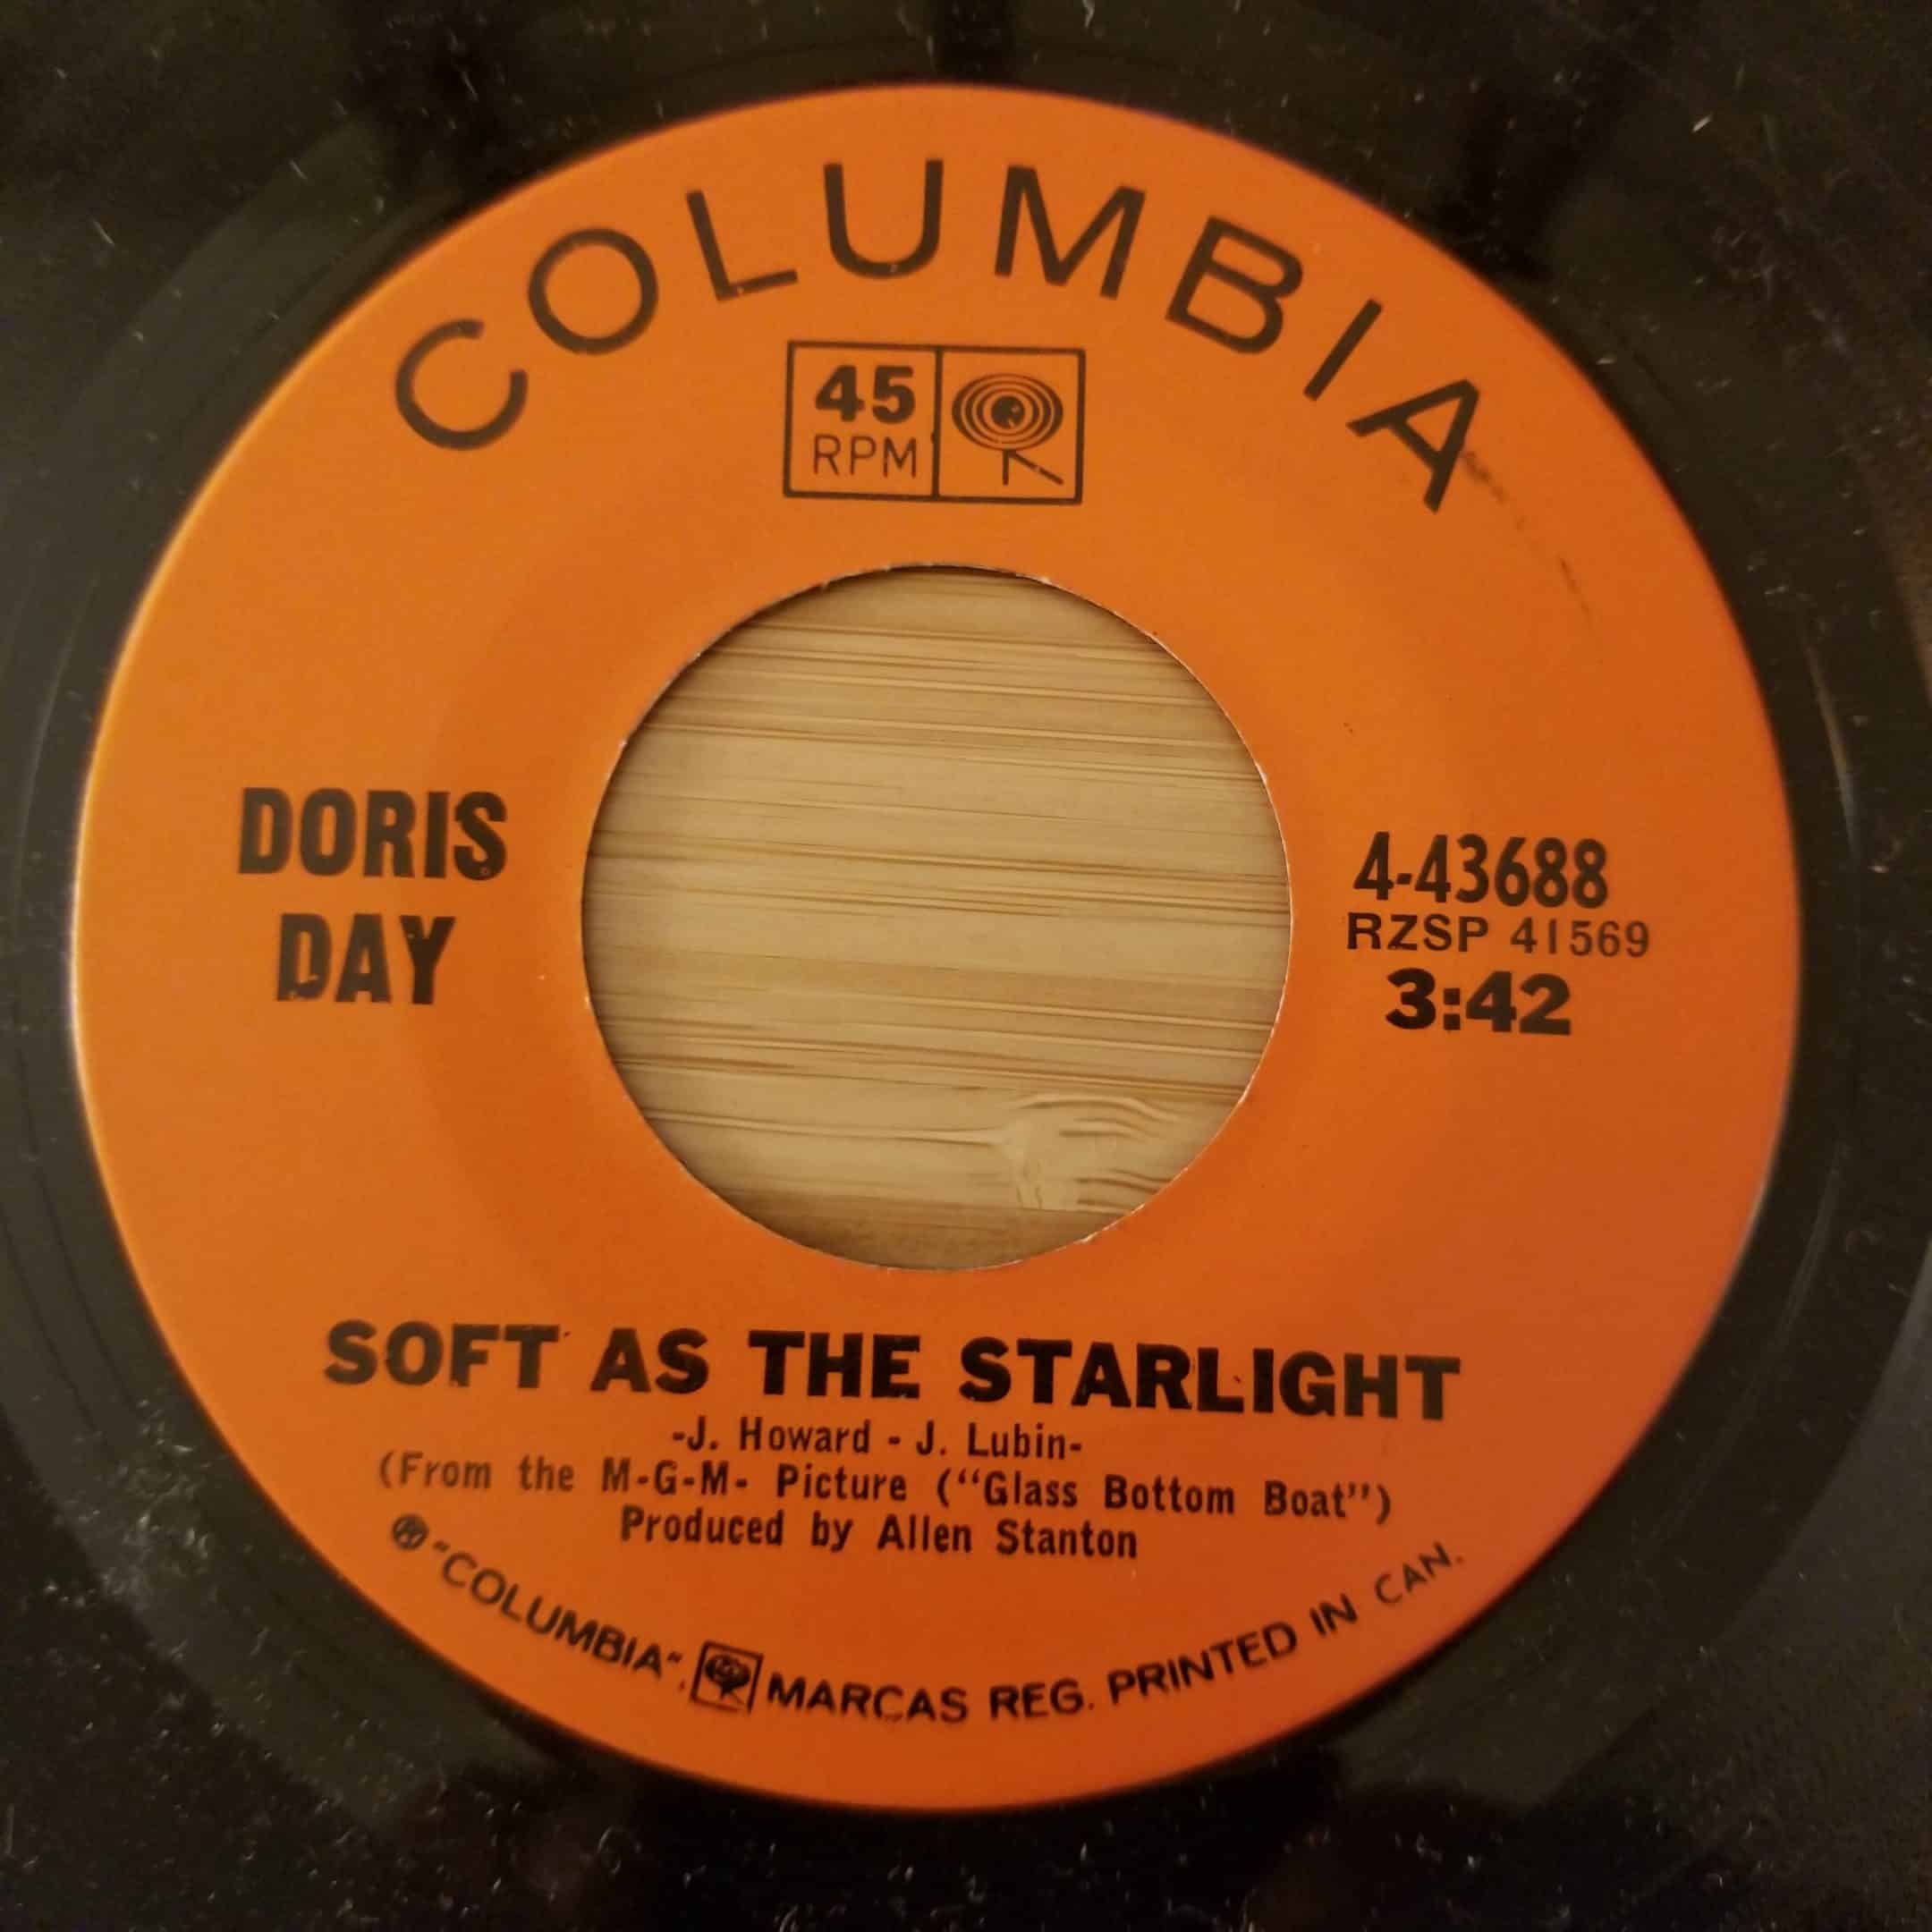 COLUMBIA
45
RPM
DORIS
DAY
4-43688
RZSP 41569
3:42
SOFT AS THE STARLIGHT
-J. Howard - J. Lubin-
(From the M-G-M- Picture (“Glass Bottom Boat”)
Produced by Allen Stanton
"COLUMBIA", MARCAS REG. PRINTED IN CAN.